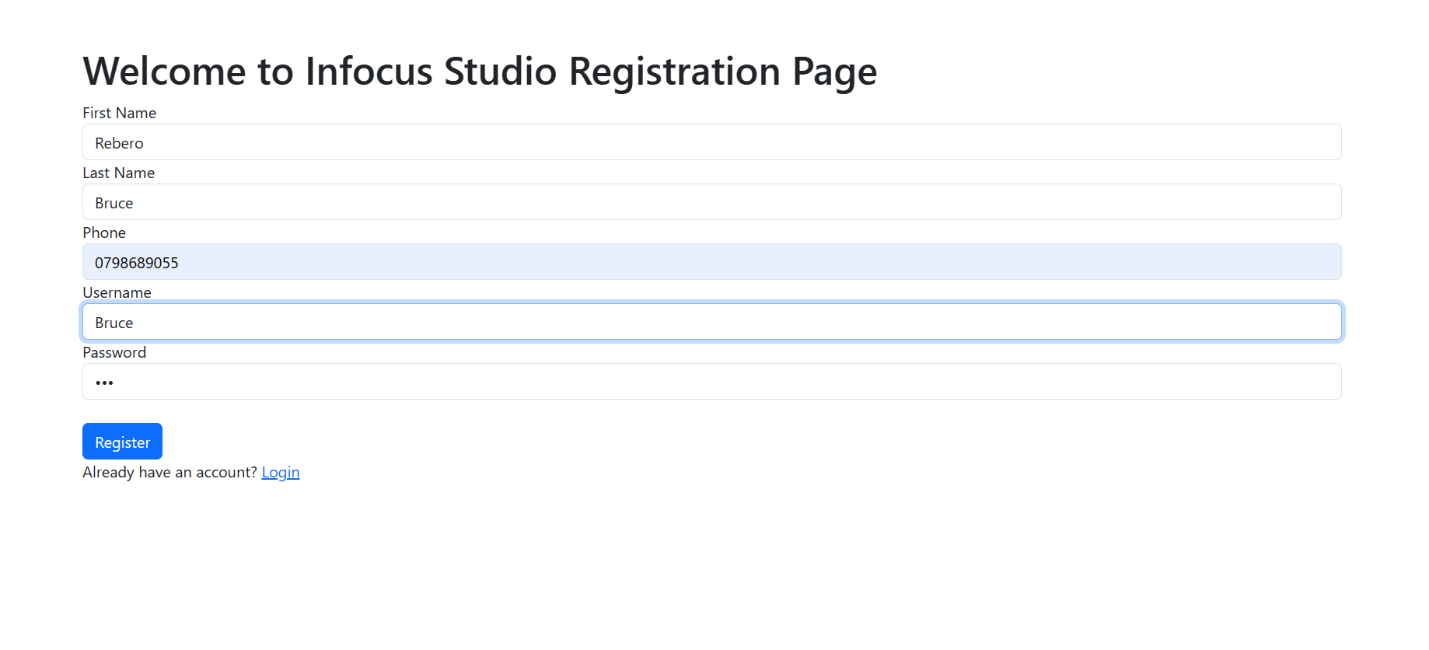 Welcome to Infocus Studio Registration Page
First Name
Rebero
Last Name
Bruce
Phone
0798689055
Username
Bruce
Password
•••
Register
Already have an account? Login